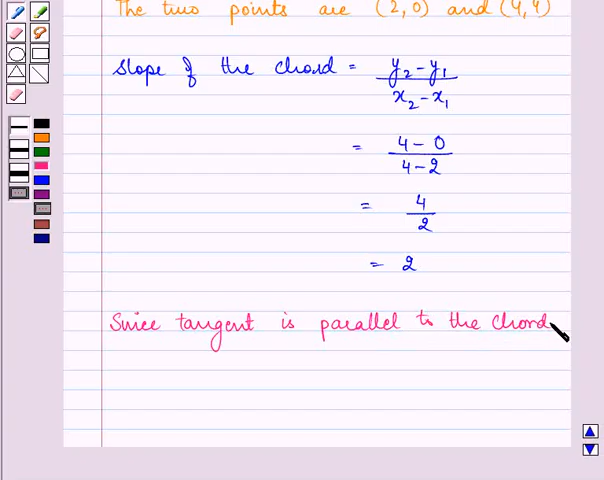 The two points are (2,0) and (4,4)
Slope of the chord = y₂ - y₁ / x₂ - x₁
= 4 - 0 / 4 - 2
= 4 / 2
= 2
Since tangent is parallel to the chord